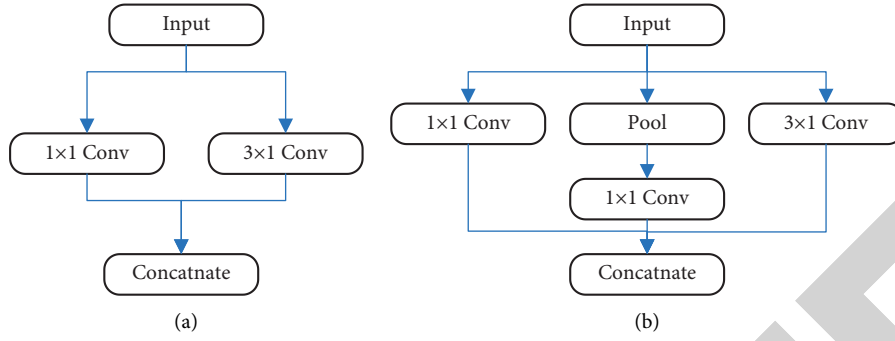 Input
1×1 Conv
3×1 Conv
Concatnate
(a)
Input
1×1 Conv
Pool
3×1 Conv
1×1 Conv
Concatnate
(b)